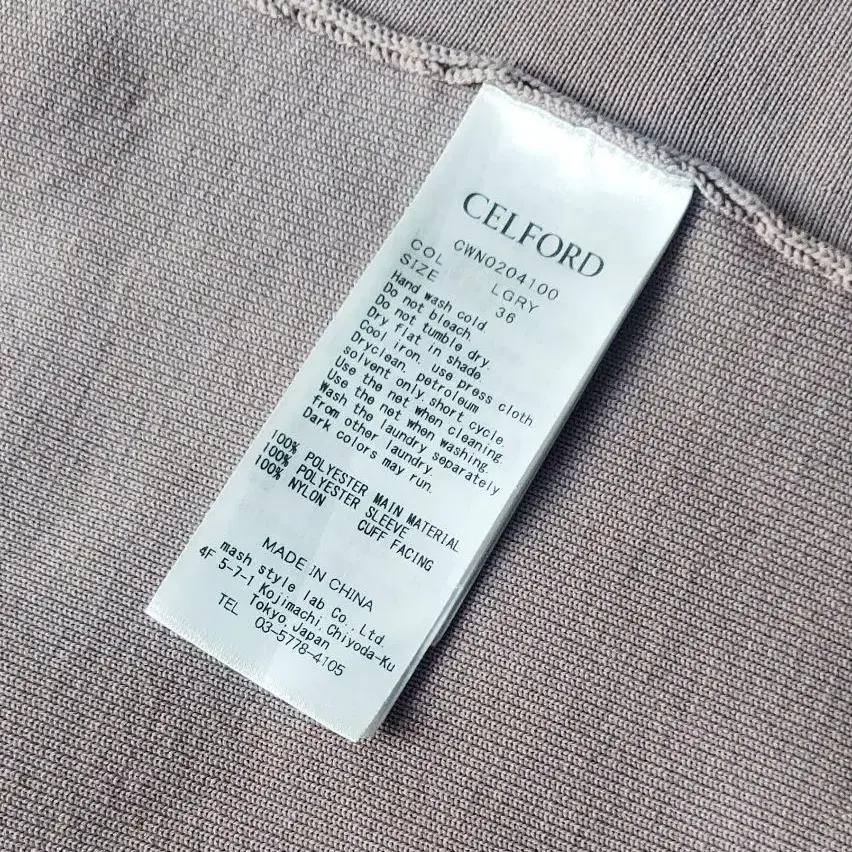 CELFORD
CWNO204100
COL LGRY
SIZE 36
Hand wash cold
Do not bleach.
Do not tumble dry.
Dry flat in shade.
Cool iron, use press cloth
Dryclean, petroleum
solvent only, short cycle.
Use the net when cleaning.
Use the net when washing.
Wash the laundry separately
from other laundry.
Dark colors may run.
100% POLYESTER MAIN MATERIAL
100% POLYESTER SLEEVE
100% NYLON CUFF FACING
MADE IN CHINA
mash style lab Co., Ltd.
4F 5-7-1 Kojimachi, Chiyoda-Ku
Tokyo, Japan
TEL 03-5778-4105